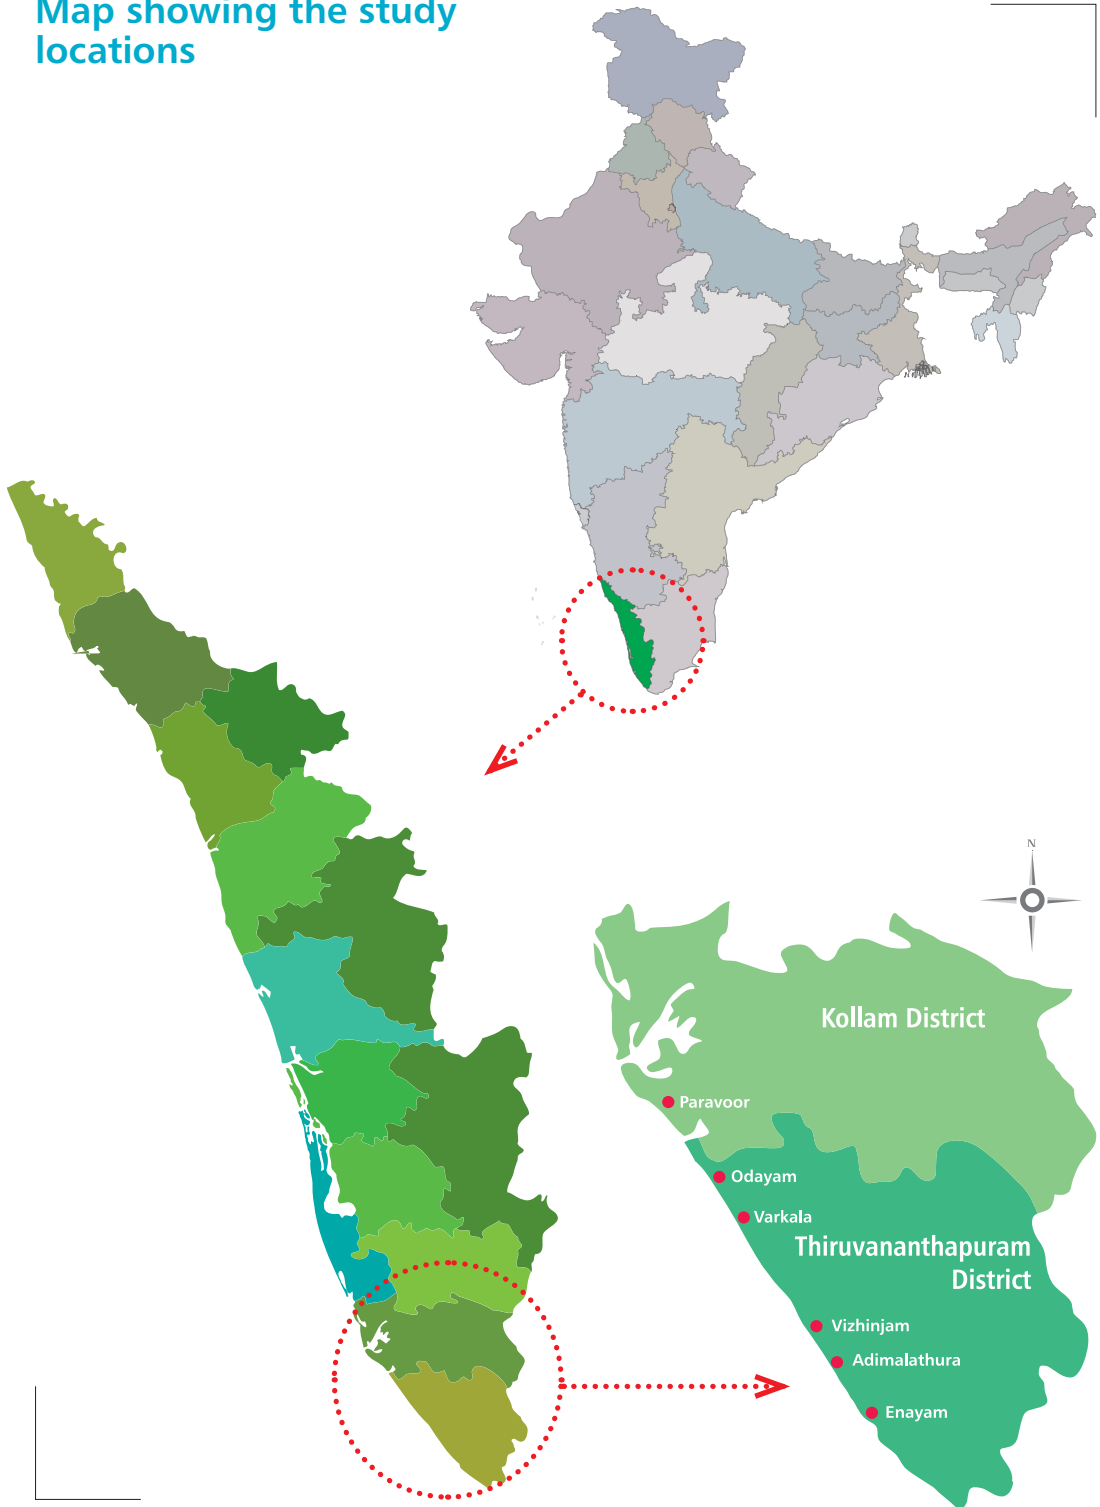 Map showing the study
locations
N
Kollam District
Paravoor
Odayam
Varkala
Thiruvananthapuram
District
Vizhinjam
Adimalathura
Enayam